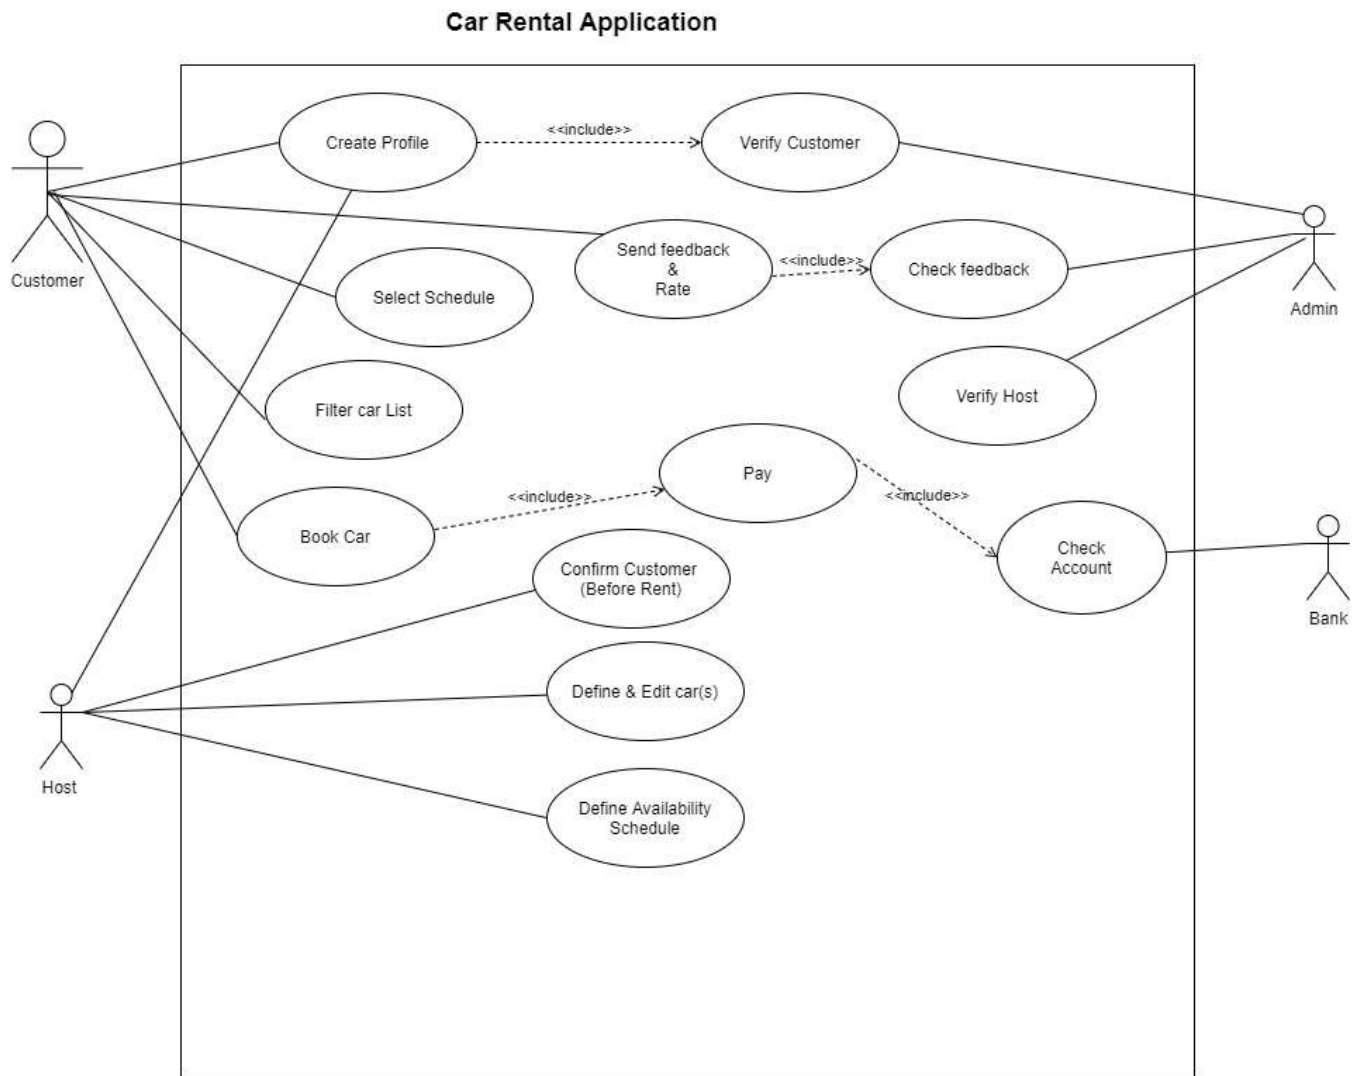 Car Rental Application
Create Profile
<<include>>
Verify Customer
Customer
Send feedback
&
Rate
<<include>>
Check feedback
Admin
Select Schedule
Filter car List
Verify Host
Pay
<<include>>
<<include>>
Book Car
Check
Account
Confirm Customer
(Before Rent)
Bank
Define & Edit car(s)
Host
Define Availability
Schedule